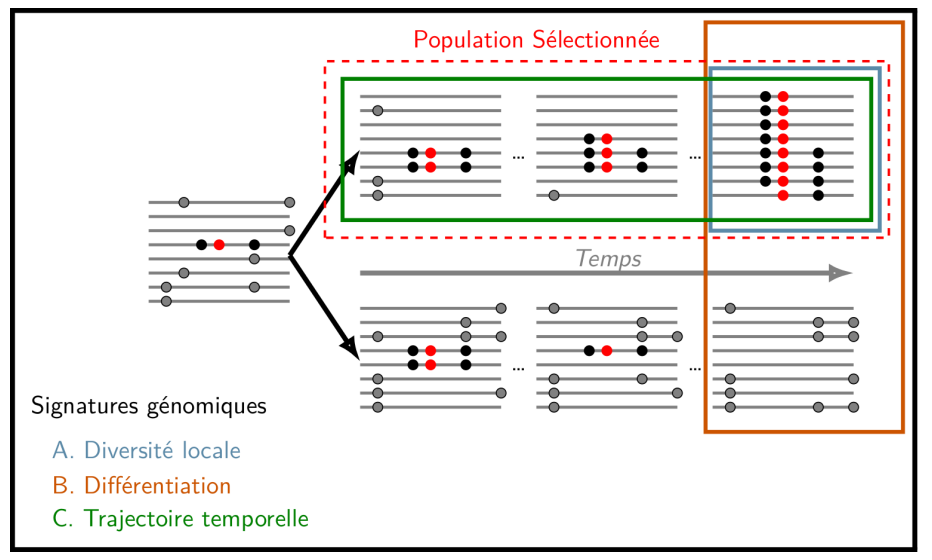 Population Sélectionnée
...
...
Temps
...
...
Signatures génomiques
A. Diversité locale
B. Différentiation
C. Trajectoire temporelle